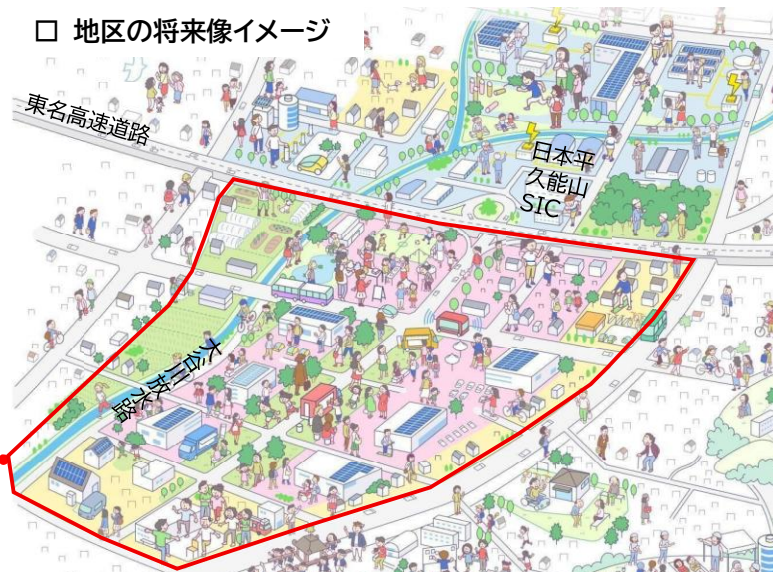 □ 地区の将来像イメージ
東名高速道路
日本平
久能山
SIC
大谷川放水路